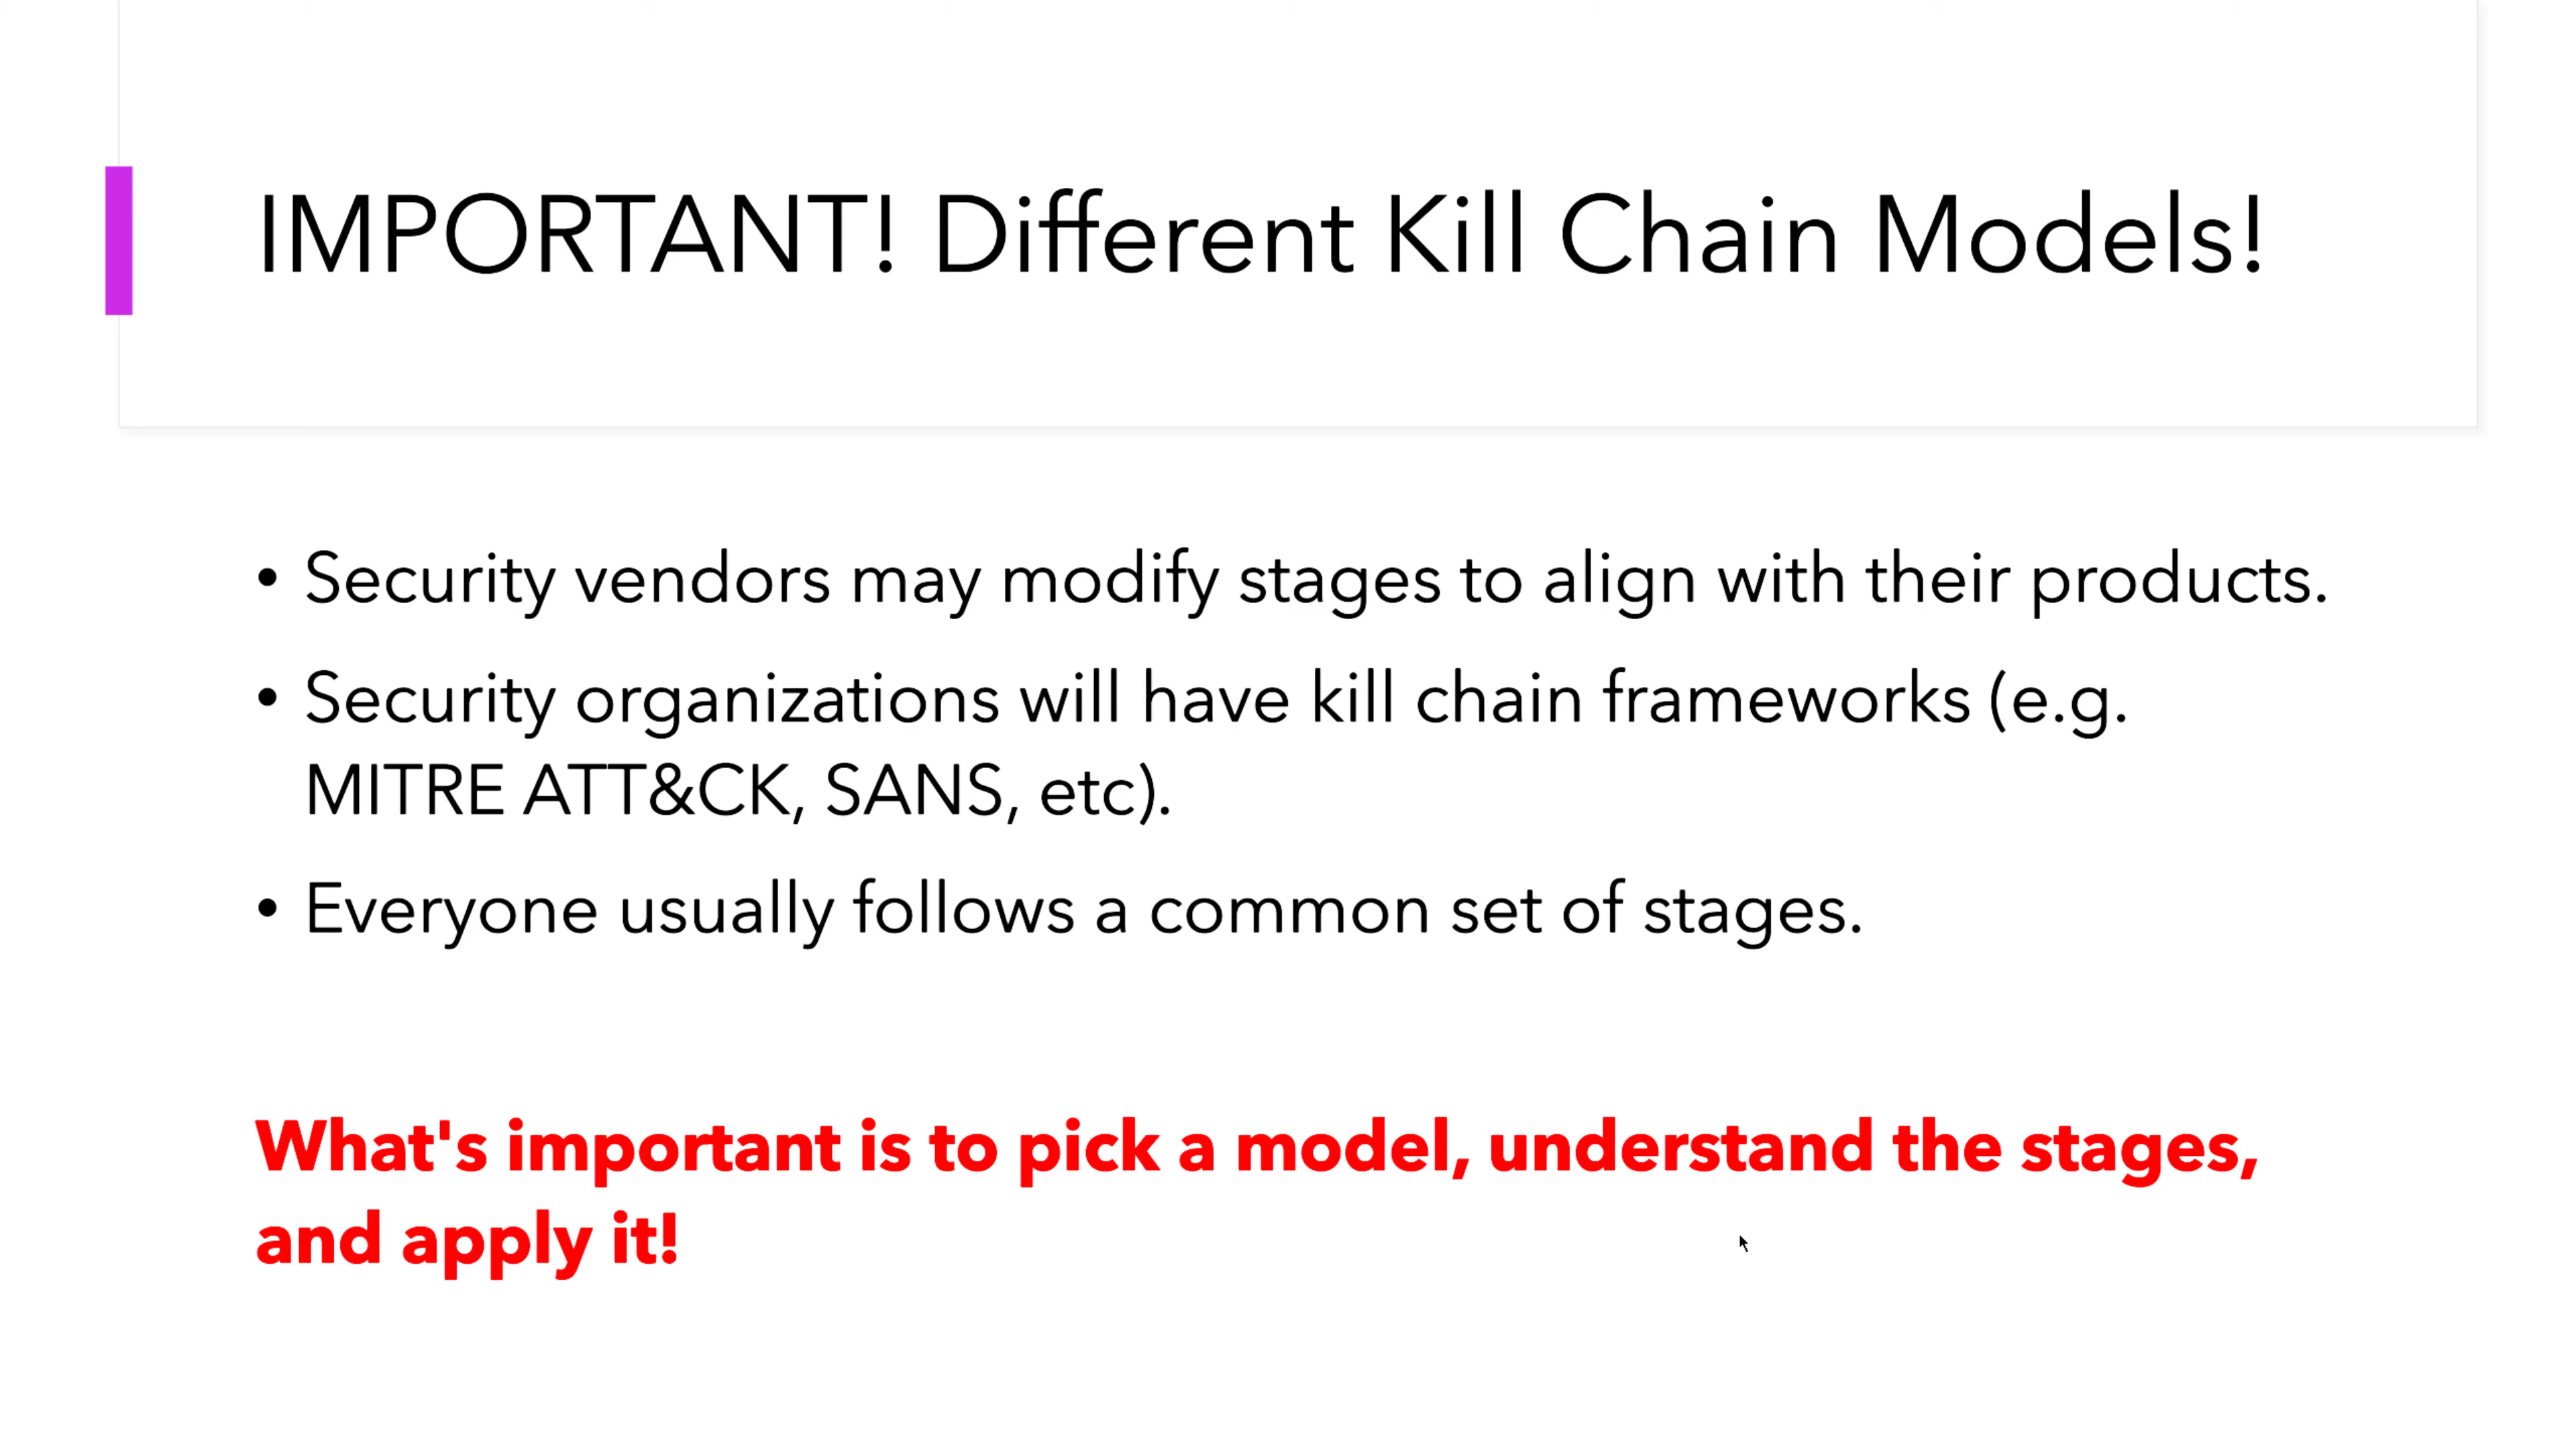 IMPORTANT! Different Kill Chain Models!
• Security vendors may modify stages to align with their products.
• Security organizations will have kill chain frameworks (e.g.
MITRE ATT&CK, SANS, etc).
• Everyone usually follows a common set of stages.
What's important is to pick a model, understand the stages,
and apply it!